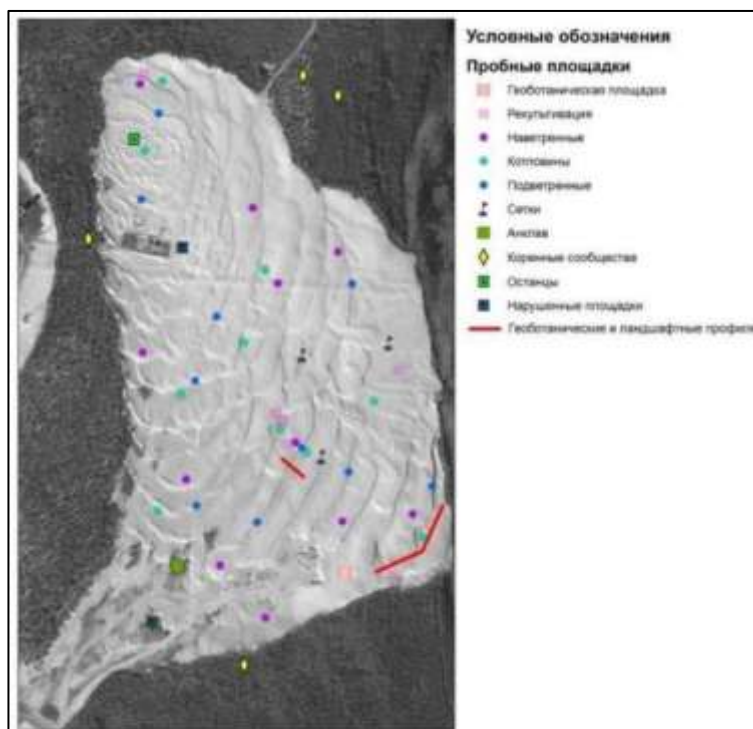 Условные обозначения
Пробные площадки
Геоботаническая площадка
Рекультивация
Наветренные
Котловины
Подветренные
Сетки
Анклав
Коренные сообщества
Останцы
Нарушенные площадки
Геоботанические и ландшафтные профили